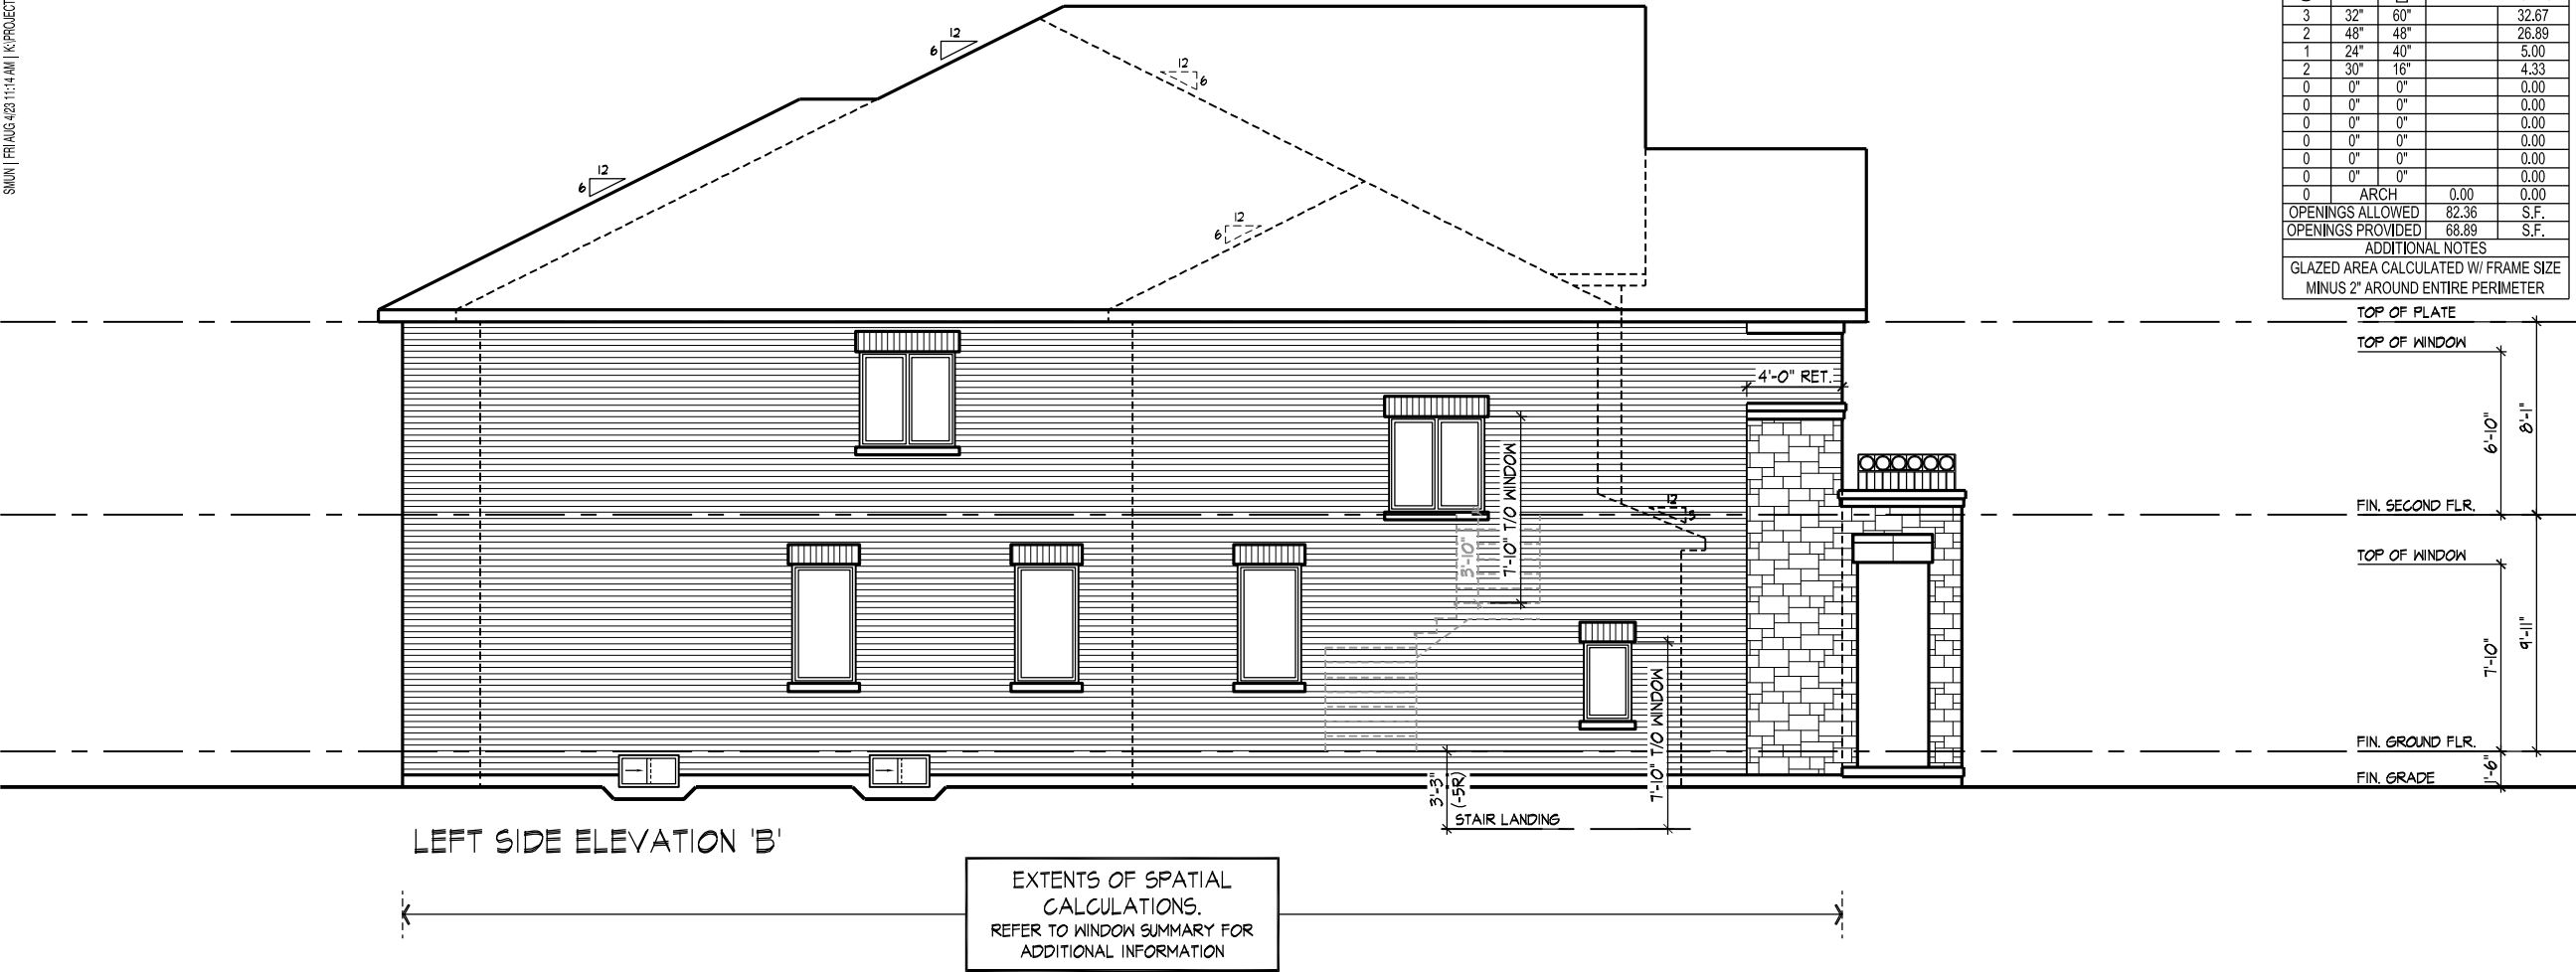 SMUN | FRI AUG 4/23 11:14 AM | K:\PROJECT
3 32" 60" 32.67
2 48" 48" 26.89
1 24" 40" 5.00
2 30" 16" 4.33
0 0" 0" 0.00
0 0" 0" 0.00
0 0" 0" 0.00
0 0" 0" 0.00
0 0" 0" 0.00
0 0" 0" 0.00
0 ARCH 0.00 0.00
OPENINGS ALLOWED 82.36 S.F.
OPENINGS PROVIDED 68.89 S.F.
ADDITIONAL NOTES
GLAZED AREA CALCULATED W/ FRAME SIZE
MINUS 2" AROUND ENTIRE PERIMETER
12
6
12
6
12
6
12
6
TOP OF PLATE
TOP OF WINDOW
4'-0" RET.
6'-10"
8'-1"
7'-10" T/O WINDOW
3'-10"
12
5
FIN. SECOND FLR.
TOP OF WINDOW
7'-10"
9'-11"
7'-10" T/O WINDOW
FIN. GROUND FLR.
FIN. GRADE
1'-6"
3'-3"
(-5R)
STAIR LANDING
LEFT SIDE ELEVATION 'B'
EXTENTS OF SPATIAL
CALCULATIONS.
REFER TO WINDOW SUMMARY FOR
ADDITIONAL INFORMATION